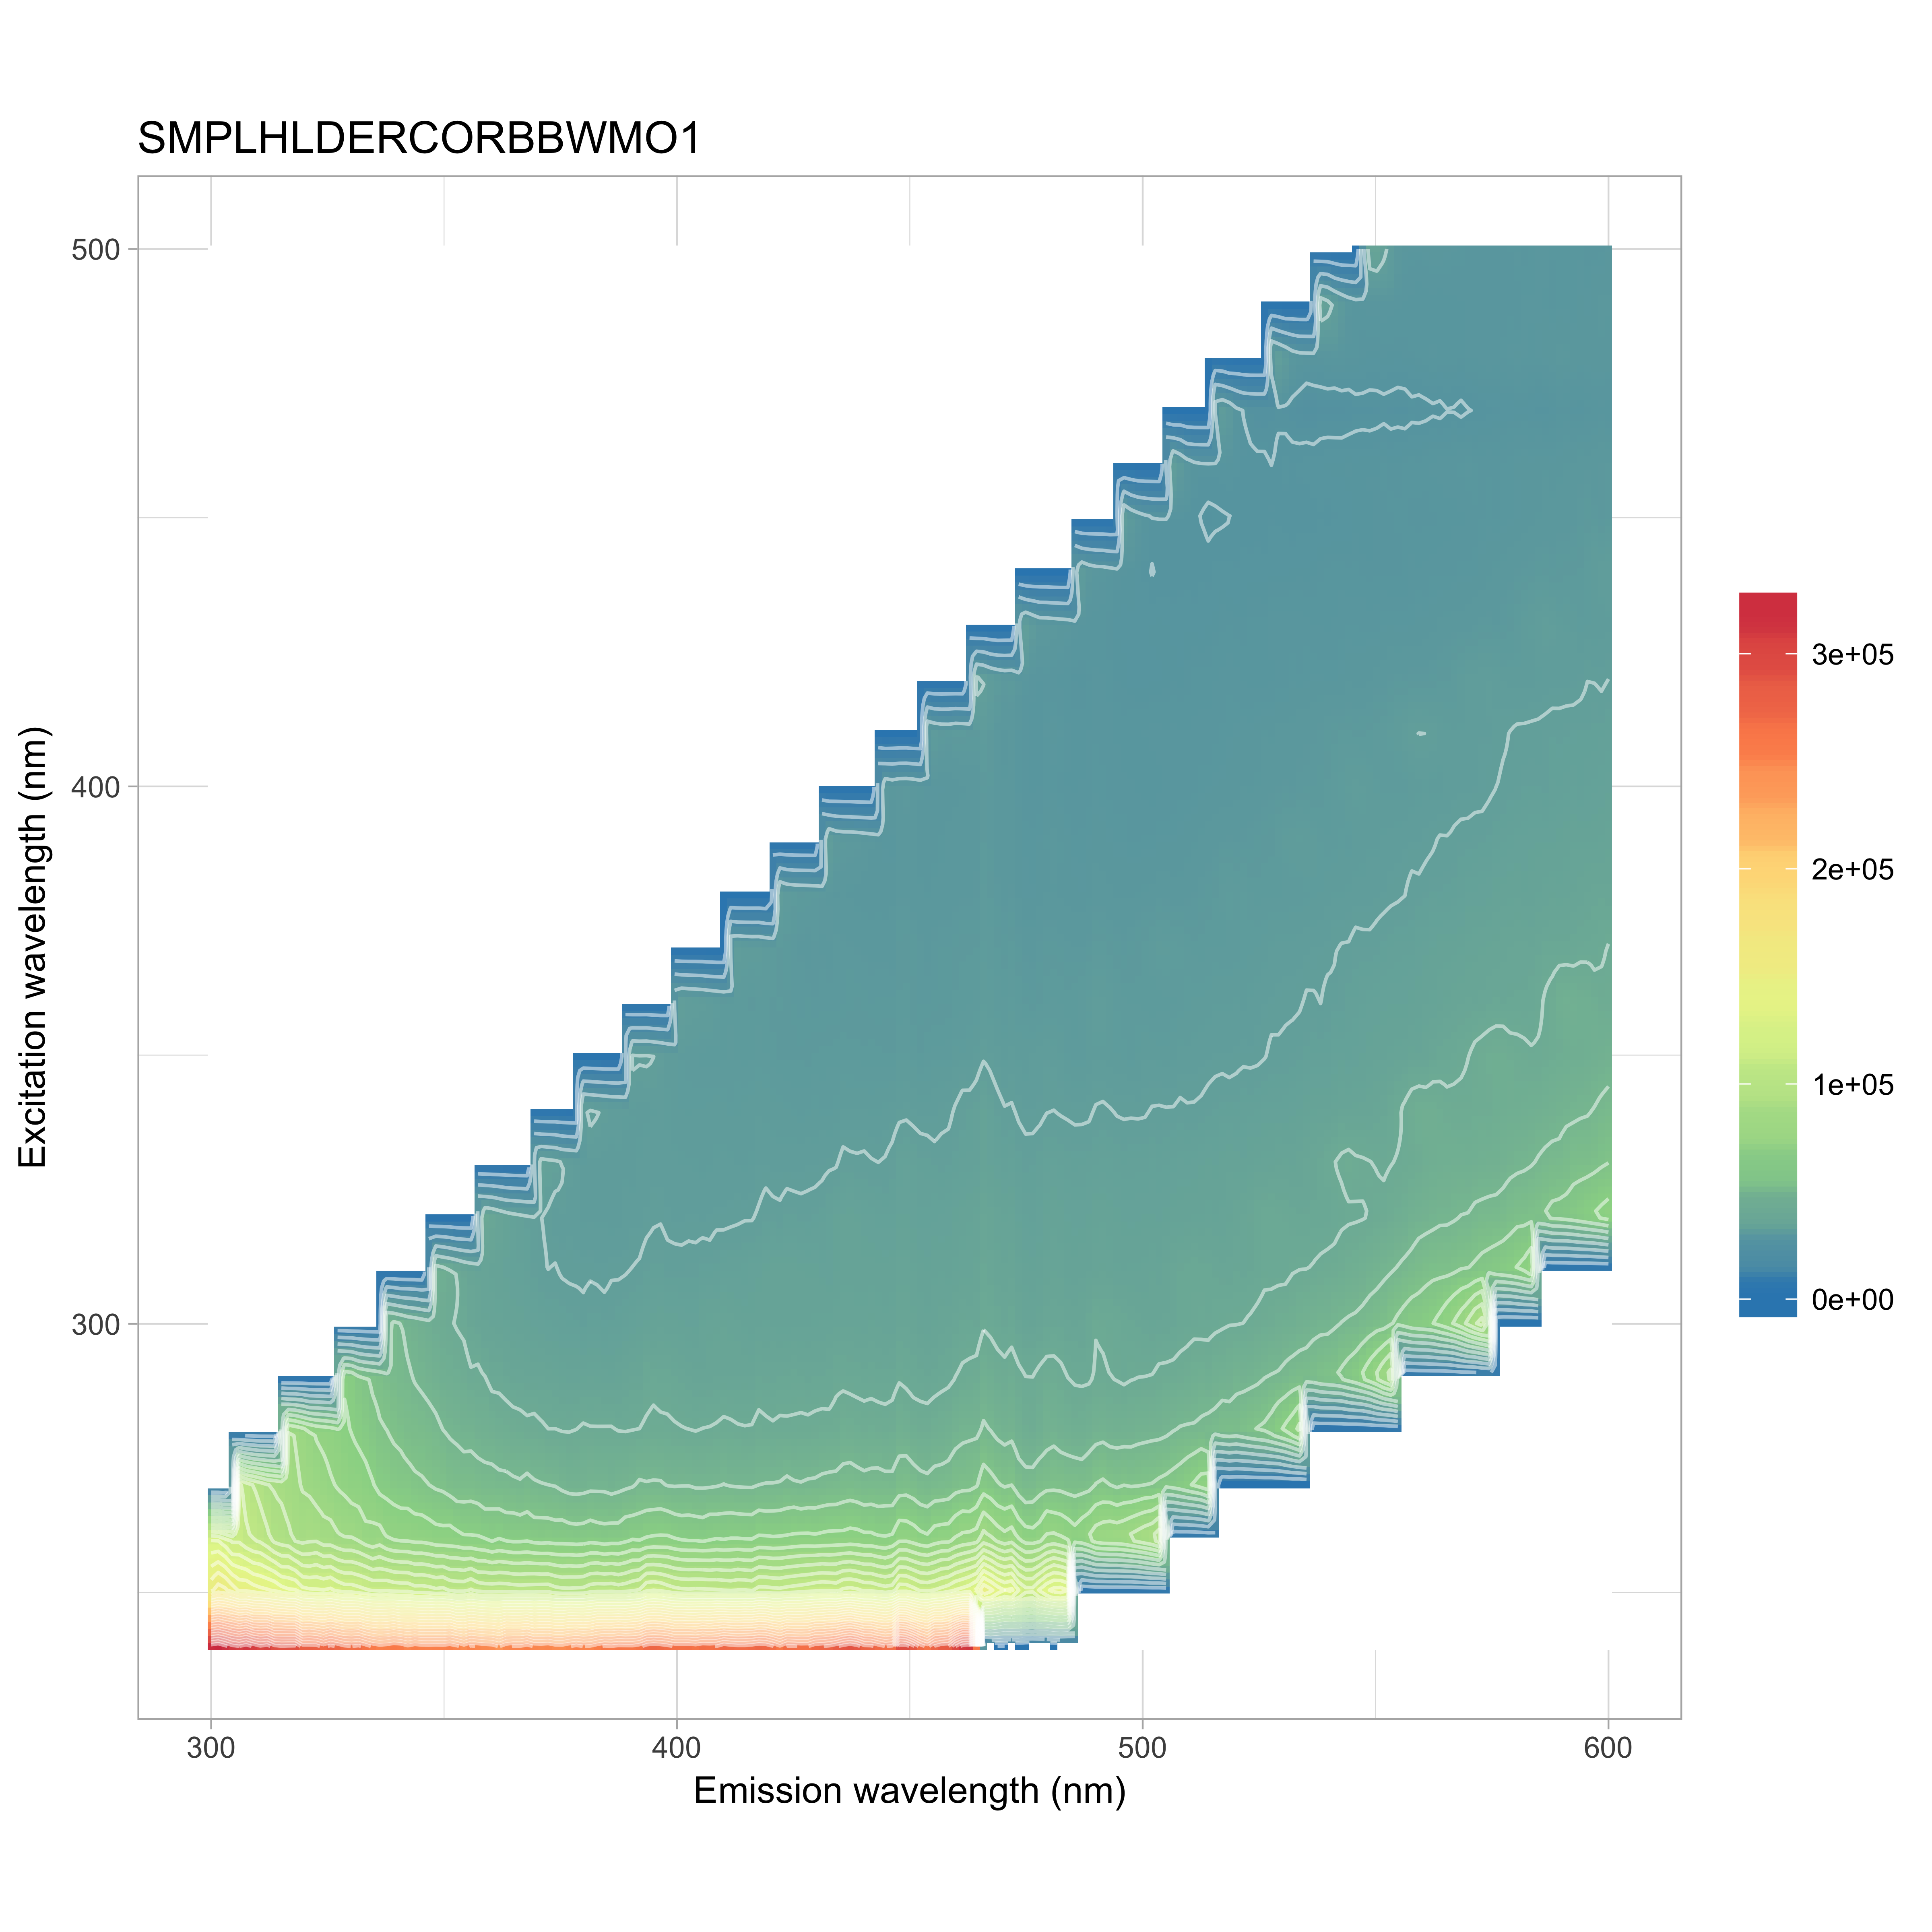 SMPLHLDERCORBBWMO1
Excitation wavelength (nm)
500
400
300
300
400
500
600
Emission wavelength (nm)
3e+05
2e+05
1e+05
0e+00